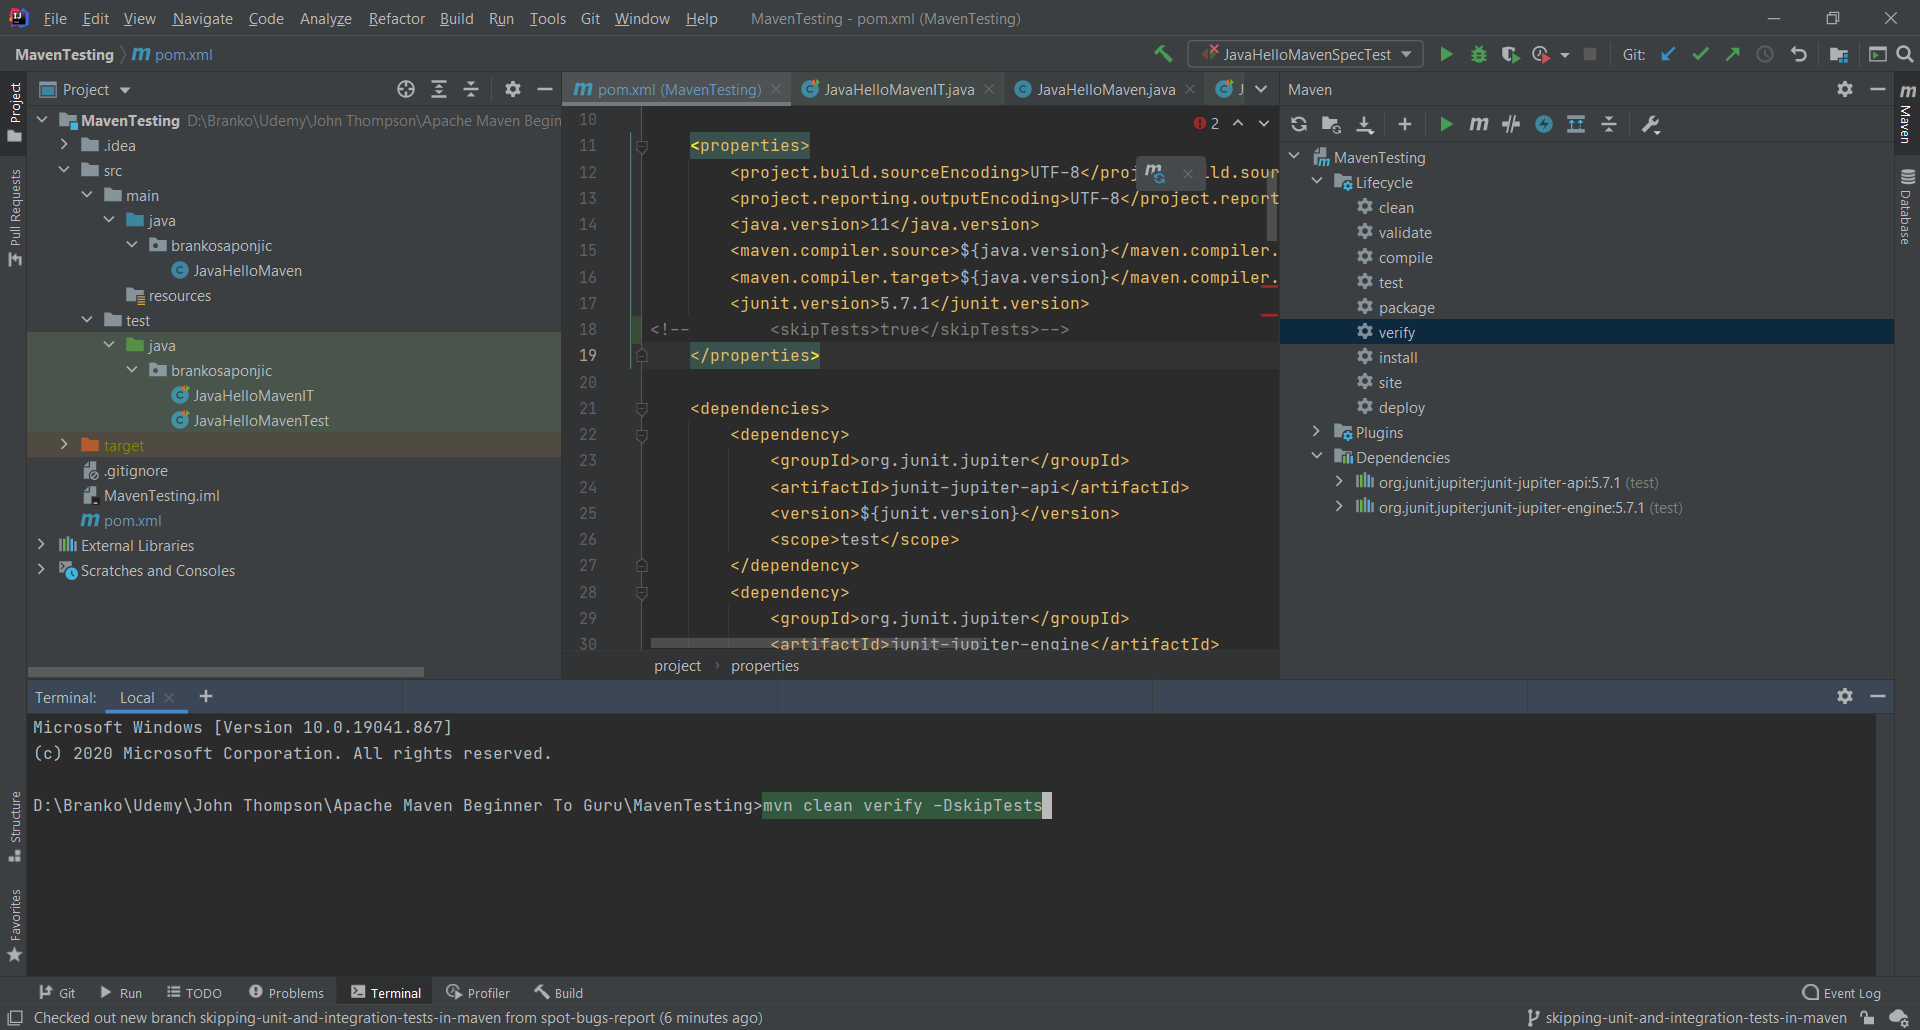 File Edit View Navigate Code Analyze Refactor Build Run Tools Git Window Help MavenTesting - pom.xml (MavenTesting)
MavenTesting m pom.xml
JavaHelloMavenSpecTest
Git:
Project
Pull Requests
Structure
Favorites
Project
MavenTesting D:\Branko\Udemy\John Thompson\Apache Maven Begin
.idea
src
main
java
brankosaponjic
JavaHelloMaven
resources
test
java
brankosaponjic
JavaHelloMavenIT
JavaHelloMavenTest
target
.gitignore
MavenTesting.iml
m pom.xml
External Libraries
Scratches and Consoles
m pom.xml (MavenTesting) JavaHelloMavenIT.java JavaHelloMaven.java J
2
10
11 <properties>
12 <project.build.sourceEncoding>UTF-8</proj ld.sour
13 <project.reporting.outputEncoding>UTF-8</project.report
14 <java.version>11</java.version>
15 <maven.compiler.source>${java.version}</maven.compiler.
16 <maven.compiler.target>${java.version}</maven.compiler.
17 <junit.version>5.7.1</junit.version>
18 <!-- <skipTests>true</skipTests>-->
19 </properties>
20
21 <dependencies>
22 <dependency>
23 <groupId>org.junit.jupiter</groupId>
24 <artifactId>junit-jupiter-api</artifactId>
25 <version>${junit.version}</version>
26 <scope>test</scope>
27 </dependency>
28 <dependency>
29 <groupId>org.junit.jupiter</groupId>
30 <artifactId>junit-jupiter-engine</artifactId>
project › properties
Maven
MavenTesting
Lifecycle
clean
validate
compile
test
package
verify
install
site
deploy
Plugins
Dependencies
org.junit.jupiter:junit-jupiter-api:5.7.1 (test)
org.junit.jupiter:junit-jupiter-engine:5.7.1 (test)
m Maven
Database
Terminal: Local
Microsoft Windows [Version 10.0.19041.867]
(c) 2020 Microsoft Corporation. All rights reserved.
D:\Branko\Udemy\John Thompson\Apache Maven Beginner To Guru\MavenTesting>mvn clean verify -DskipTests
Git Run TODO Problems Terminal Profiler Build Event Log
Checked out new branch skipping-unit-and-integration-tests-in-maven from spot-bugs-report (6 minutes ago) skipping-unit-and-integration-tests-in-maven